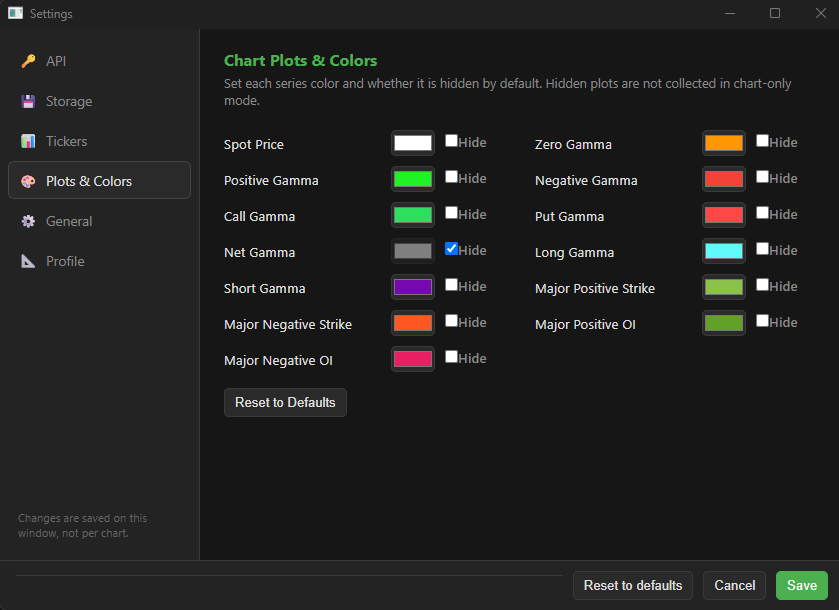 Settings
API
Storage
Tickers
Plots & Colors
General
Profile
Changes are saved on this
window, not per chart.
Chart Plots & Colors
Set each series color and whether it is hidden by default. Hidden plots are not collected in chart-only
mode.
Spot Price Hide Zero Gamma Hide
Positive Gamma Hide Negative Gamma Hide
Call Gamma Hide Put Gamma Hide
Net Gamma Hide Long Gamma Hide
Short Gamma Hide Major Positive Strike Hide
Major Negative Strike Hide Major Positive OI Hide
Major Negative OI Hide
Reset to Defaults
Reset to defaults Cancel Save